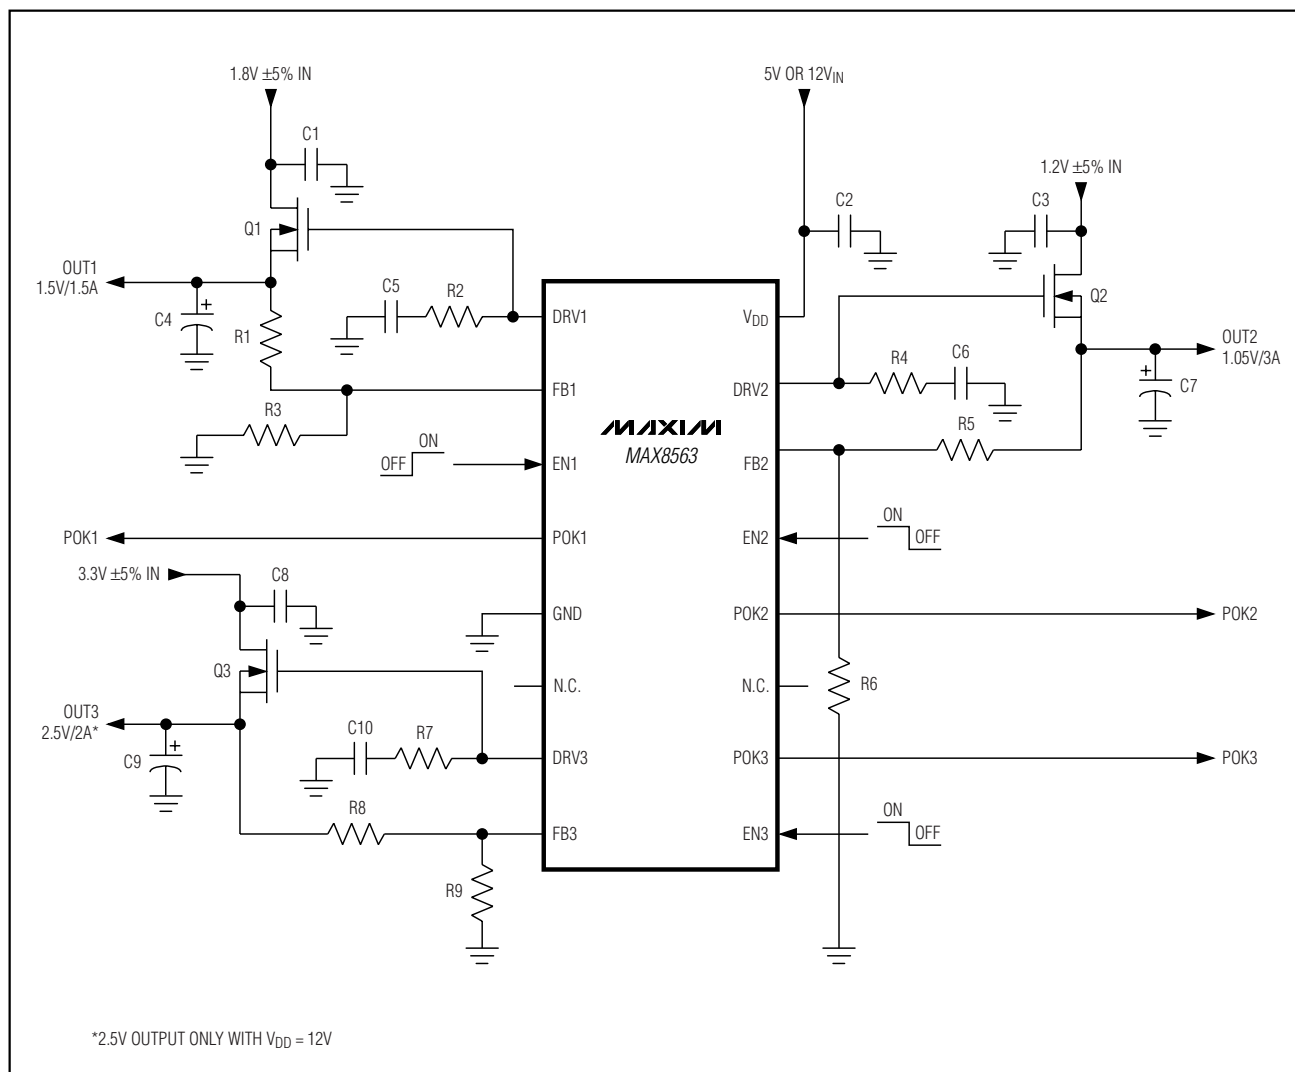 1.8V ±5% IN
5V OR 12VIN
C1
1.2V ±5% IN
C2
C3
Q1
OUT1
1.5V/1.5A
C5
R2
Q2
C4
+
R1
DRV1
VDD
OUT2
1.05V/3A
R4
C6
+
C7
FB1
DRV2
R3
MAXIM
MAX8563
R5
ON
OFF
EN1
FB2
ON
OFF
POK1
POK1
EN2
3.3V ±5% IN
C8
GND
POK2
POK2
Q3
N.C.
N.C.
R6
OUT3
2.5V/2A*
C10
R7
C9
+
DRV3
POK3
POK3
R8
ON
OFF
FB3
EN3
R9
*2.5V OUTPUT ONLY WITH VDD = 12V